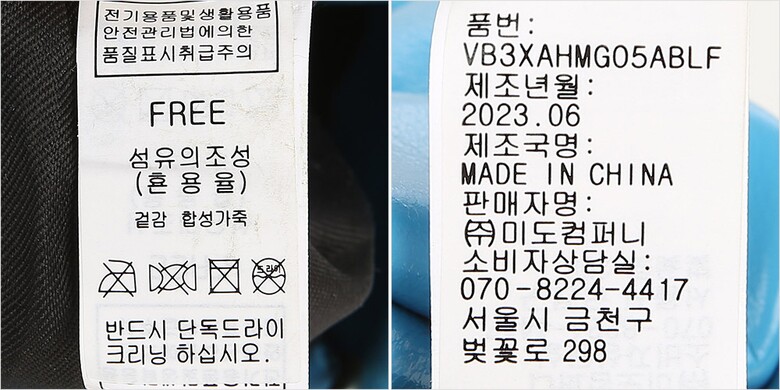 전기용품및생활용품
안전관리법에의한
품질표시취급주의
FREE
섬유의조성
(혼 용 율)
겉감 합성가죽
드라이
반드시 단독드라이
크리닝 하십시오.
품번:
VB3XAHMG05ABLF
제조년월:
2023.06
제조국명:
MADE IN CHINA
판매자명:
㈜미도컴퍼니
소비자상담실:
070-8224-4417
서울시 금천구
벚꽃로 298